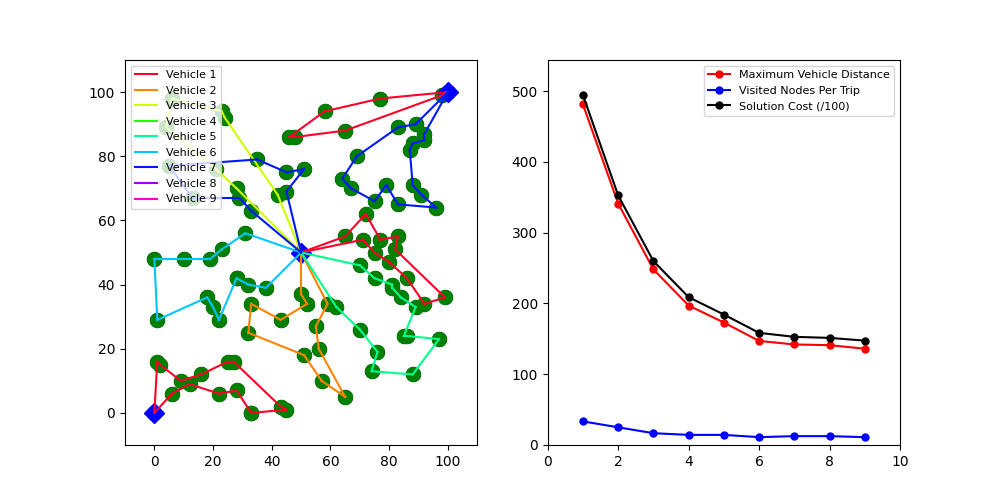 Vehicle 1
Vehicle 2
Vehicle 3
Vehicle 4
Vehicle 5
Vehicle 6
Vehicle 7
Vehicle 8
Vehicle 9
100
80
60
40
20
0
0 20 40 60 80 100
Maximum Vehicle Distance
Visited Nodes Per Trip
Solution Cost (/100)
500
400
300
200
100
0
0 2 4 6 8 10